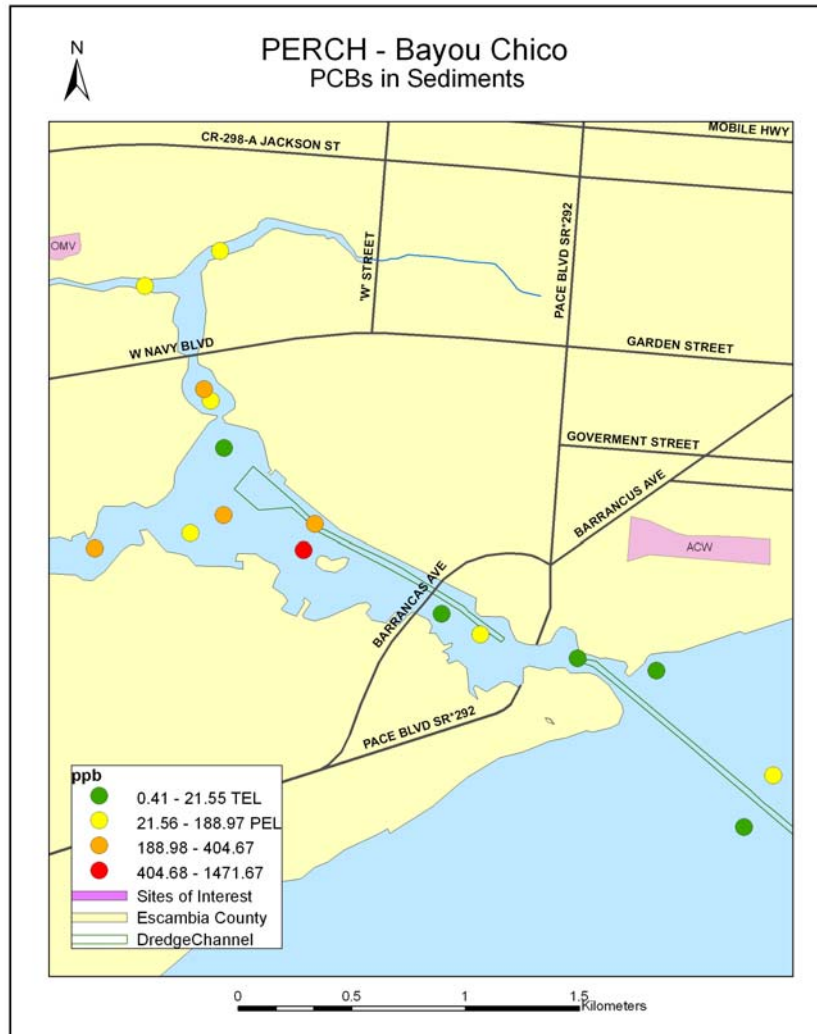 PERCH - Bayou Chico
PCBs in Sediments
N
MOBILE HWY
CR-298-A JACKSON ST
'W' STREET
PACE BLVD SR*292
OMV
W NAVY BLVD
GARDEN STREET
GOVERMENT STREET
BARRANCUS AVE
ACW
BARRANCAS AVE
PACE BLVD SR*292
ppb
0.41 - 21.55 TEL
21.56 - 188.97 PEL
188.98 - 404.67
404.68 - 1471.67
Sites of Interest
Escambia County
DredgeChannel
0 0.5 1 1.5
Kilometers